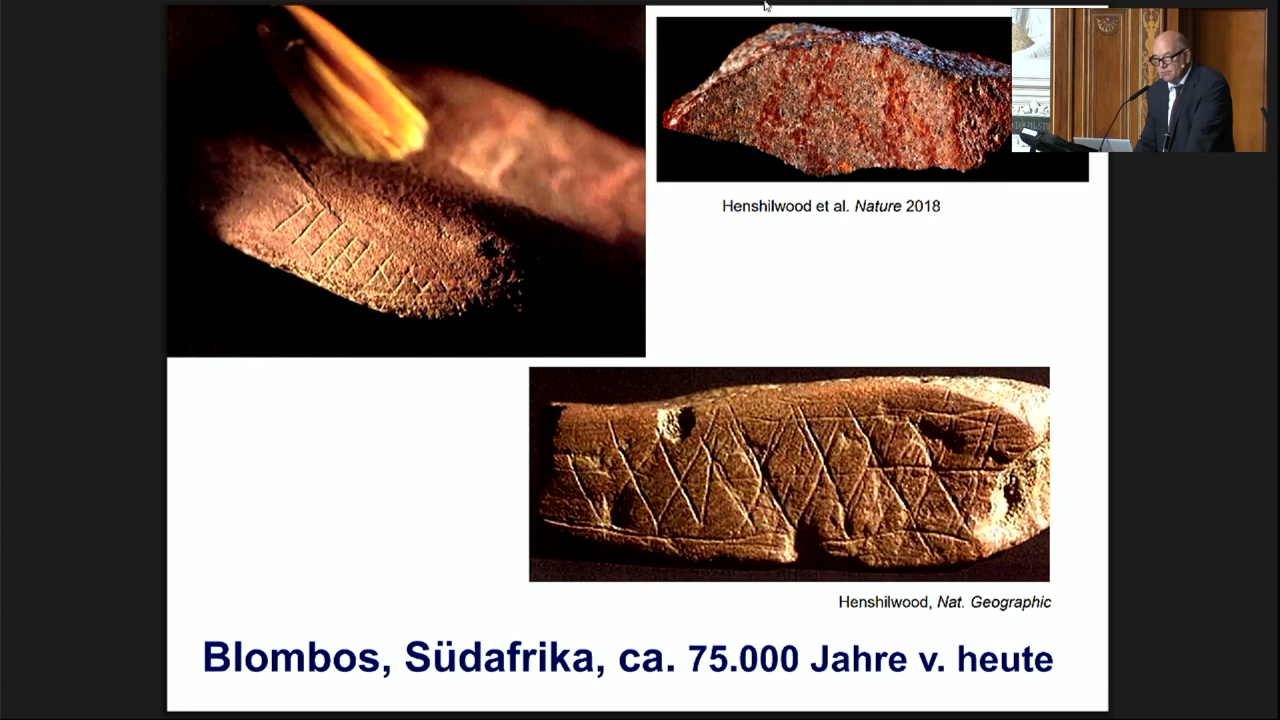 Henshilwood et al. Nature 2018
Henshilwood, Nat. Geographic
Blombos, Südafrika, ca. 75.000 Jahre v. heute